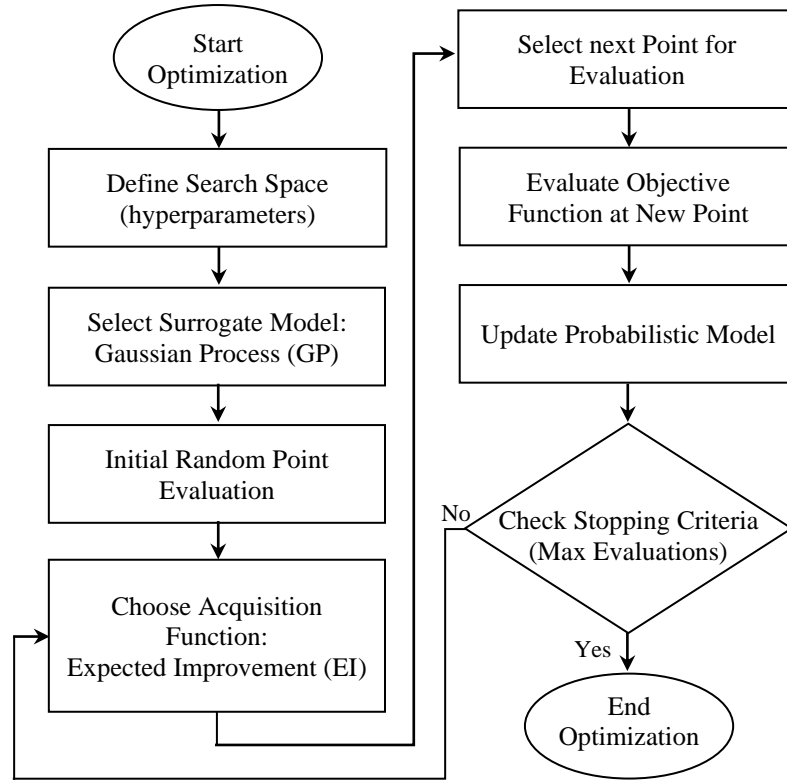 Start
Optimization
Define Search Space
(hyperparameters)
Select Surrogate Model:
Gaussian Process (GP)
Initial Random Point
Evaluation
Choose Acquisition
Function:
Expected Improvement (EI)
Select next Point for
Evaluation
Evaluate Objective
Function at New Point
Update Probabilistic Model
Check Stopping Criteria
(Max Evaluations)
No
Yes
End
Optimization